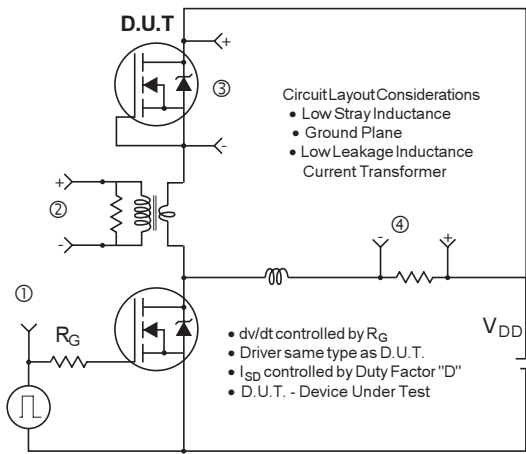 D.U.T
+
③
-
Circuit Layout Considerations
• Low Stray Inductance
• Ground Plane
• Low Leakage Inductance
Current Transformer
+
②
-
④
- +
①
RG
VDD
• dv/dt controlled by RG
• Driver same type as D.U.T.
• ISD controlled by Duty Factor "D"
• D.U.T. - Device Under Test